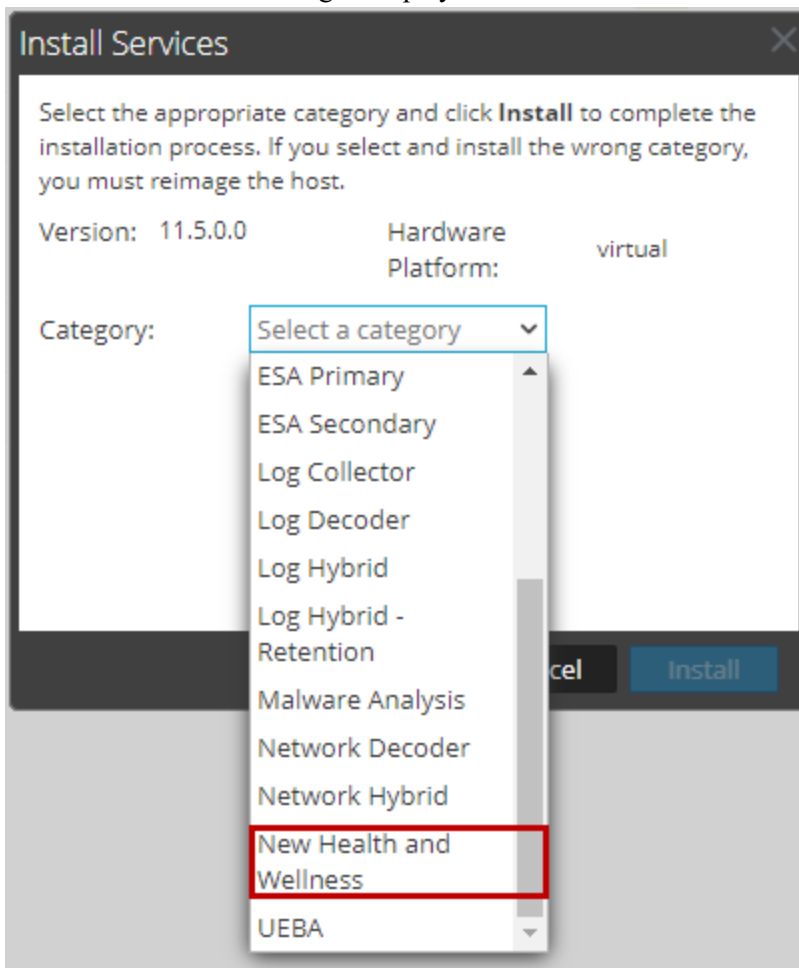 Install Services
Select the appropriate category and click Install to complete the
installation process. If you select and install the wrong category,
you must reimage the host.
Version: 11.5.0.0 Hardware
Platform: virtual
Category: Select a category
ESA Primary
ESA Secondary
Log Collector
Log Decoder
Log Hybrid
Log Hybrid -
Retention
cel Install
Malware Analysis
Network Decoder
Network Hybrid
New Health and
Wellness
UEBA